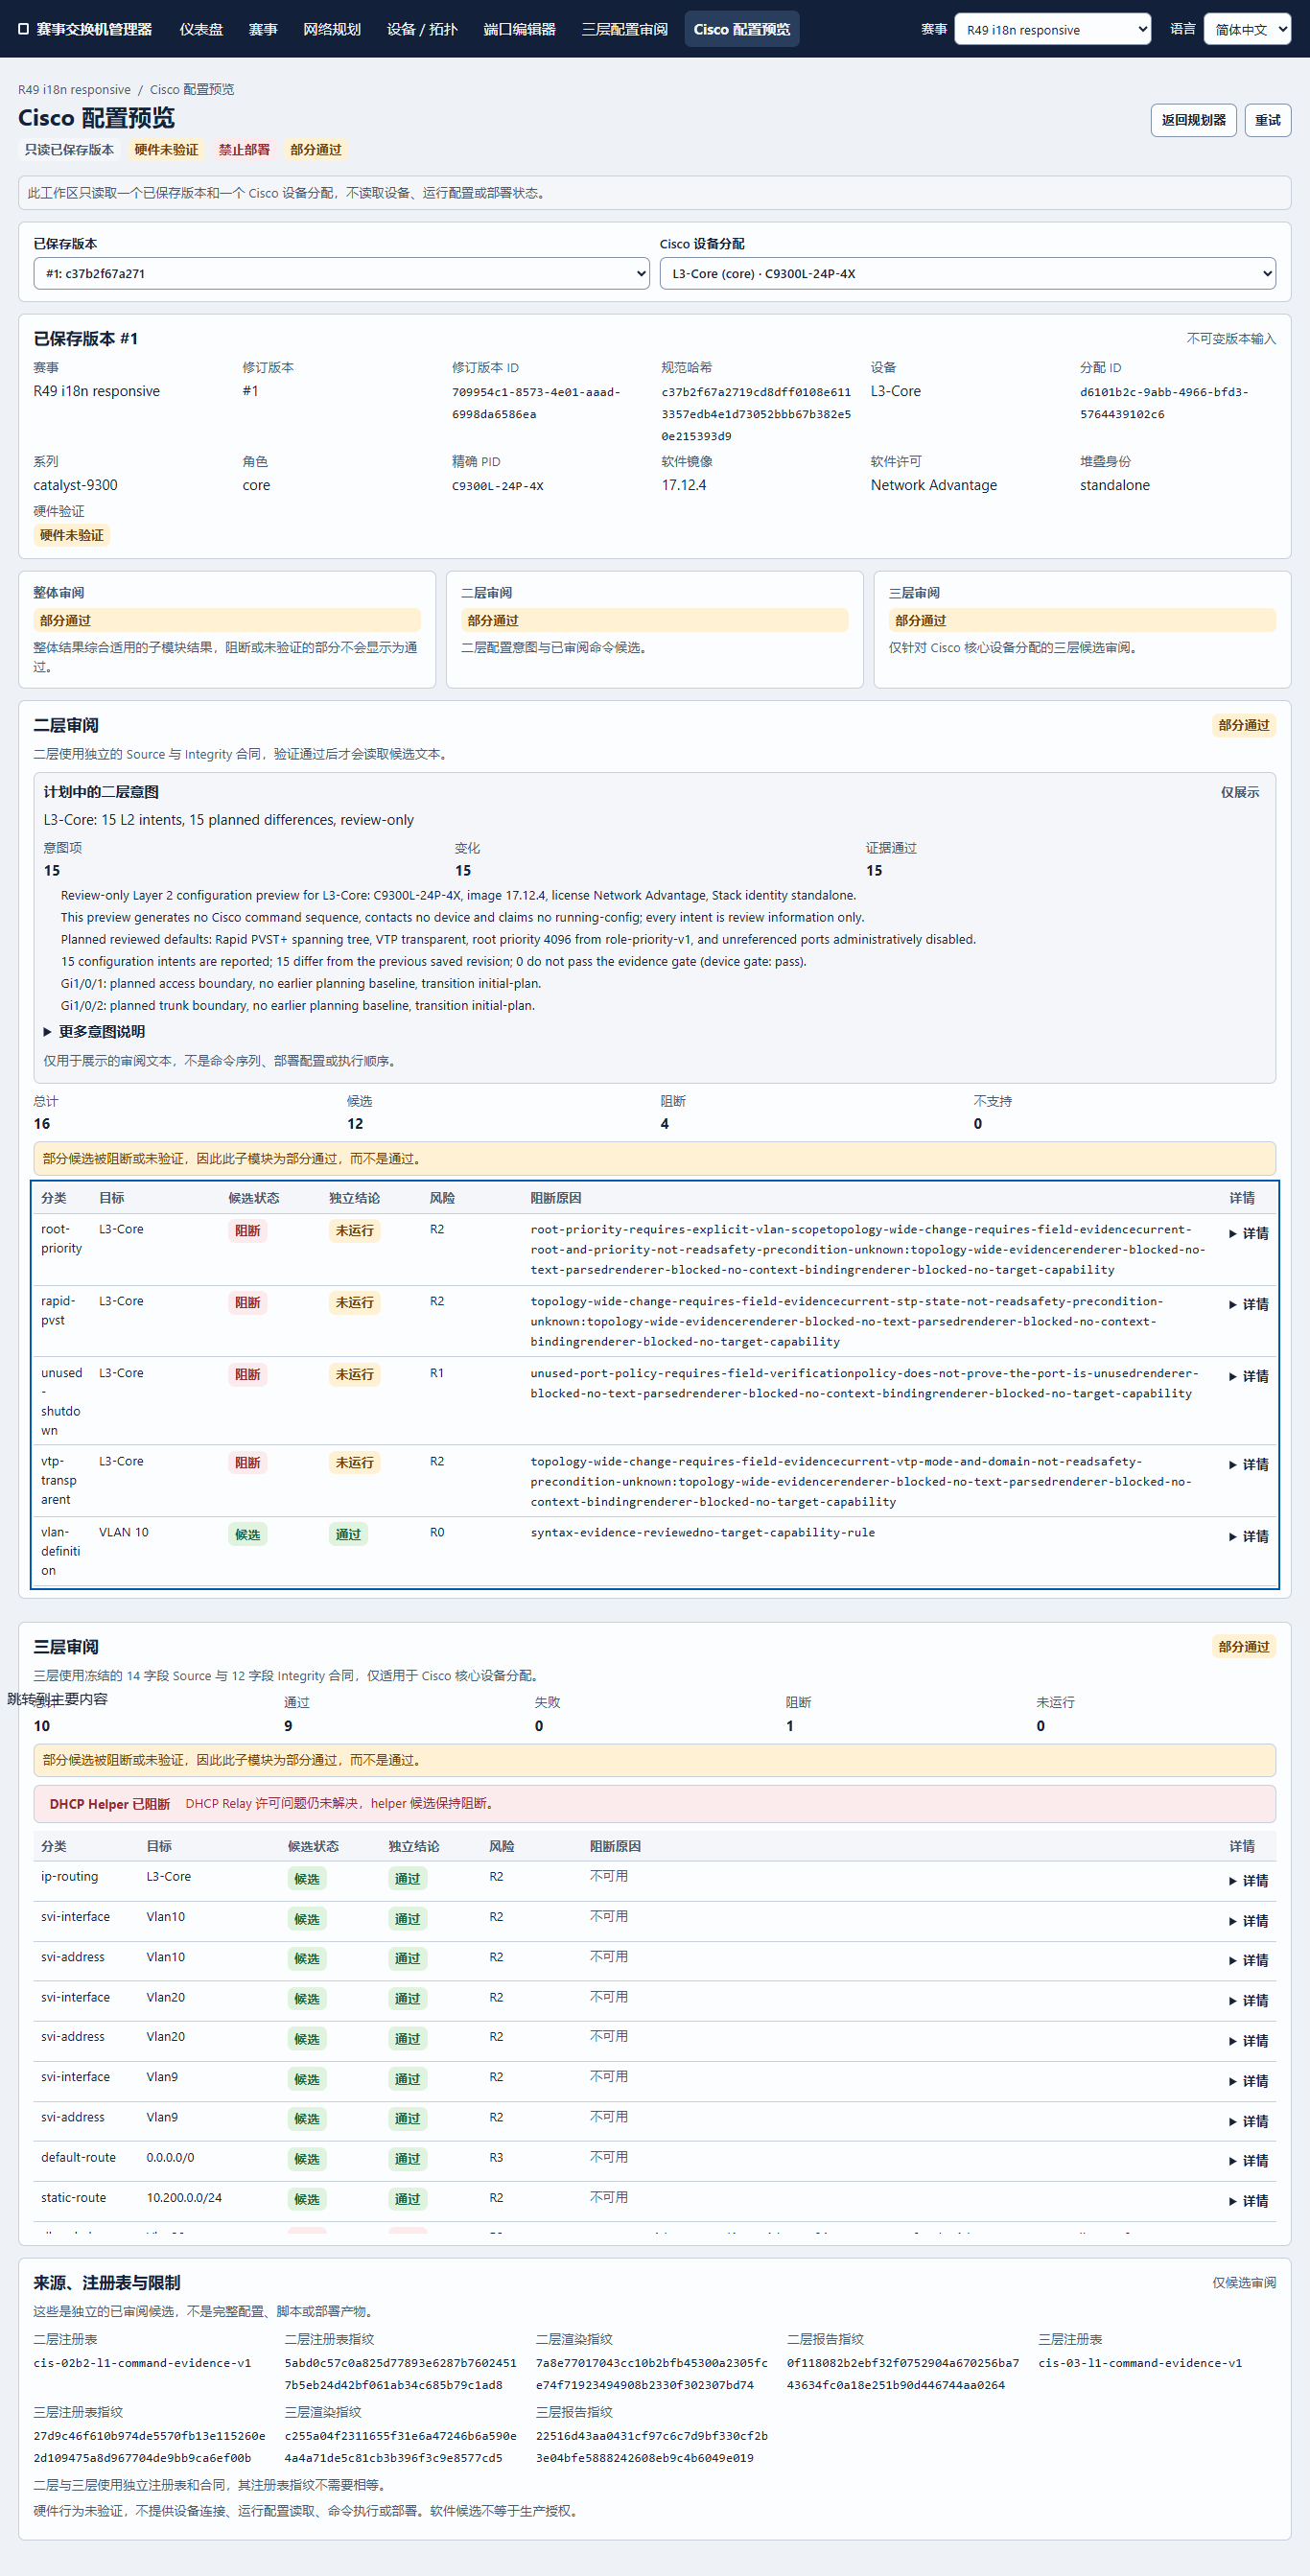 赛事交换机管理器 仪表盘 赛事 网络规划 设备 / 拓扑 端口编辑器 三层配置审阅 Cisco 配置预览 赛事 R49 i18n responsive 语言 简体中文
R49 i18n responsive / Cisco 配置预览
Cisco 配置预览
返回规划器 重试
只读已保存版本 硬件未验证 禁止部署 部分通过
此工作区只读取一个已保存版本和一个 Cisco 设备分配，不读取设备、运行配置或部署状态。
已保存版本 Cisco 设备分配
#1: c37b2f67a271 L3-Core (core) · C9300L-24P-4X
已保存版本 #1 不可变版本输入
赛事 修订版本 修订版本 ID 规范哈希 设备 分配 ID
R49 i18n responsive #1 709954c1-8573-4e01-aaad- c37b2f67a2719cd8dff0108e611 L3-Core d6101b2c-9abb-4966-bfd3-
6998da6586ea 3357edb4e1d73052bbb67b382e5 5764439102c6
0e215393d9
系列 角色 精确 PID 软件镜像 软件许可 堆叠身份
catalyst-9300 core C9300L-24P-4X 17.12.4 Network Advantage standalone
硬件验证
硬件未验证
整体审阅 二层审阅 三层审阅
部分通过 部分通过 部分通过
整体结果综合适用的子模块结果，阻断或未验证的部分不会显示为通 二层配置意图与已审阅命令候选。 仅针对 Cisco 核心设备分配的三层候选审阅。
过。
二层审阅 部分通过
二层使用独立的 Source 与 Integrity 合同，验证通过后才会读取候选文本。
计划中的二层意图 仅展示
L3-Core: 15 L2 intents, 15 planned differences, review-only
意图项 变化 证据通过
15 15 15
Review-only Layer 2 configuration preview for L3-Core: C9300L-24P-4X, image 17.12.4, license Network Advantage, Stack identity standalone.
This preview generates no Cisco command sequence, contacts no device and claims no running-config; every intent is review information only.
Planned reviewed defaults: Rapid PVST+ spanning tree, VTP transparent, root priority 4096 from role-priority-v1, and unreferenced ports administratively disabled.
15 configuration intents are reported; 15 differ from the previous saved revision; 0 do not pass the evidence gate (device gate: pass).
Gi1/0/1: planned access boundary, no earlier planning baseline, transition initial-plan.
Gi1/0/2: planned trunk boundary, no earlier planning baseline, transition initial-plan.
▶ 更多意图说明
仅用于展示的审阅文本，不是命令序列、部署配置或执行顺序。
总计 候选 阻断 不支持
16 12 4 0
部分候选被阻断或未验证，因此此子模块为部分通过，而不是通过。
分类 目标 候选状态 独立结论 风险 阻断原因 详情
root- L3-Core 阻断 未运行 R2 root-priority-requires-explicit-vlan-scopetopology-wide-change-requires-field-evidencecurrent- ▶ 详情
priority root-and-priority-not-readsafety-precondition-unknown:topology-wide-evidencerenderer-blocked-no-
text-parsedrenderer-blocked-no-context-bindingrenderer-blocked-no-target-capability
rapid- L3-Core 阻断 未运行 R2 topology-wide-change-requires-field-evidencecurrent-stp-state-not-readsafety-precondition- ▶ 详情
pvst unknown:topology-wide-evidencerenderer-blocked-no-text-parsedrenderer-blocked-no-context-
bindingrenderer-blocked-no-target-capability
unused L3-Core 阻断 未运行 R1 unused-port-policy-requires-field-verificationpolicy-does-not-prove-the-port-is-unusedrenderer- ▶ 详情
- blocked-no-text-parsedrenderer-blocked-no-context-bindingrenderer-blocked-no-target-capability
shutdo
wn
vtp- L3-Core 阻断 未运行 R2 topology-wide-change-requires-field-evidencecurrent-vtp-mode-and-domain-not-readsafety- ▶ 详情
transp precondition-unknown:topology-wide-evidencerenderer-blocked-no-text-parsedrenderer-blocked-no-
arent context-bindingrenderer-blocked-no-target-capability
vlan- VLAN 10 候选 通过 R0 syntax-evidence-reviewedno-target-capability-rule ▶ 详情
definiti
on
三层审阅 部分通过
三层使用冻结的 14 字段 Source 与 12 字段 Integrity 合同，仅适用于 Cisco 核心设备分配。
跳转到主要内容
通过 失败 阻断 未运行
10 9 0 1 0
部分候选被阻断或未验证，因此此子模块为部分通过，而不是通过。
DHCP Helper 已阻断 DHCP Relay 许可问题仍未解决，helper 候选保持阻断。
分类 目标 候选状态 独立结论 风险 阻断原因 详情
ip-routing L3-Core 候选 通过 R2 不可用 ▶ 详情
svi-interface Vlan10 候选 通过 R2 不可用 ▶ 详情
svi-address Vlan10 候选 通过 R2 不可用 ▶ 详情
svi-interface Vlan20 候选 通过 R2 不可用 ▶ 详情
svi-address Vlan20 候选 通过 R2 不可用 ▶ 详情
svi-interface Vlan9 候选 通过 R2 不可用 ▶ 详情
svi-address Vlan9 候选 通过 R2 不可用 ▶ 详情
default-route 0.0.0.0/0 候选 通过 R3 不可用 ▶ 详情
static-route 10.200.0.0/24 候选 通过 R2 不可用 ▶ 详情
来源、注册表与限制 仅候选审阅
这些是独立的已审阅候选，不是完整配置、脚本或部署产物。
二层注册表 二层注册表指纹 二层渲染指纹 二层报告指纹 三层注册表
cis-02b2-l1-command-evidence-v1 5abd0c57c0a825d77893e6287b7602451 7a8e77017043cc10b2bfb45300a2305fc 0f118082b2ebf32f0752904a670256ba7 cis-03-l1-command-evidence-v1
7b5eb24d42bf061ab34c685b79c1ad8 e74f71923494908b2330f302307bd74 43634fc0a18e251b90d446744aa0264
三层注册表指纹 三层渲染指纹 三层报告指纹
27d9c46f610b974de5570fb13e115260e c255a04f2311655f31e6a47246b6a590e 22516d43aa0431cf97c6c7d9bf330cf2b
2d109475a8d967704de9bb9ca6ef00b 4a4a71de5c81cb3b396f3c9e8577cd5 3e04bfe5888242608eb9c4b6049e019
二层与三层使用独立注册表和合同，其注册表指纹不需要相等。
硬件行为未验证，不提供设备连接、运行配置读取、命令执行或部署。软件候选不等于生产授权。